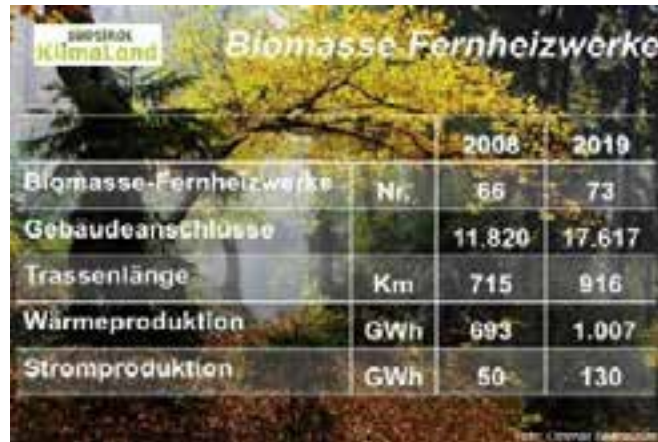 SÜDTIROL
KlimaLand
Biomasse-Fernheizwerke
2008 2019
Biomasse-Fernheizwerke Nr. 66 73
Gebäudeanschlüsse 11.820 17.617
Trassenlänge Km 715 916
Wärmeproduktion GWh 693 1.007
Stromproduktion GWh 50 130